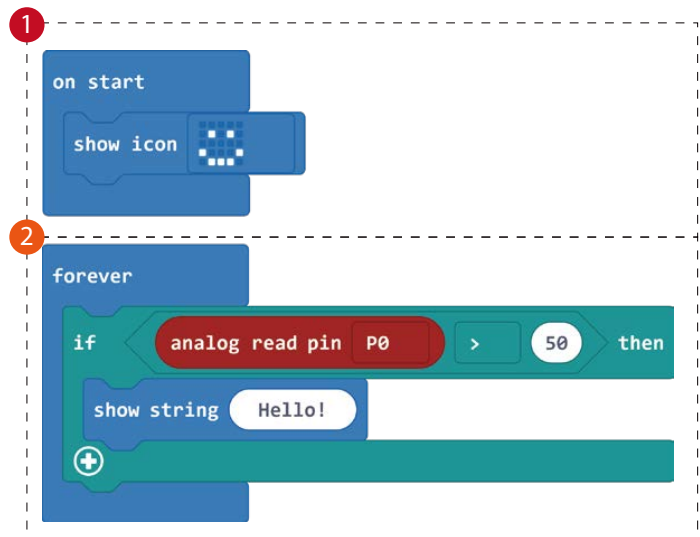 1
on start
show icon
2
forever
if analog read pin P0 > 50 then
show string Hello!